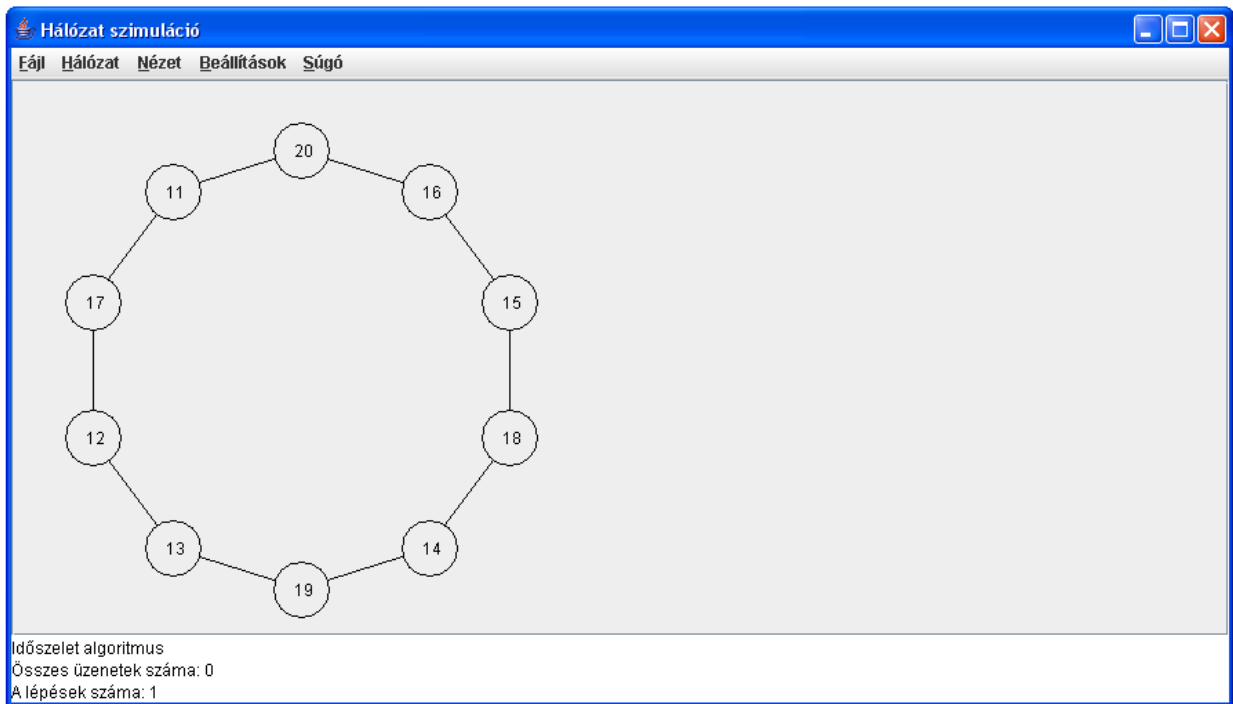 Hálózat szimuláció
Fájl Hálózat Nézet Beállítások Súgó
20
11
16
17
15
12
18
13
14
19
Időszelet algoritmus
Összes üzenetek száma: 0
A lépések száma: 1